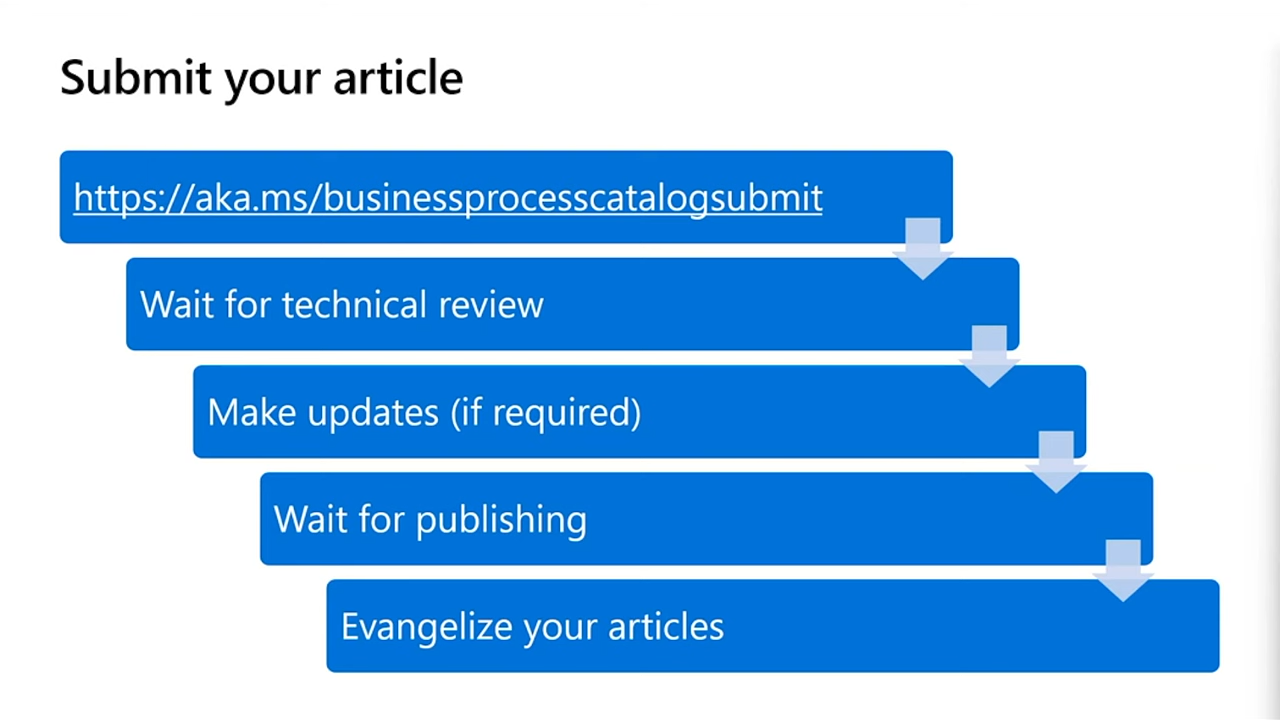 Submit your article
https://aka.ms/businessprocesscatalogsubmit
Wait for technical review
Make updates (if required)
Wait for publishing
Evangelize your articles